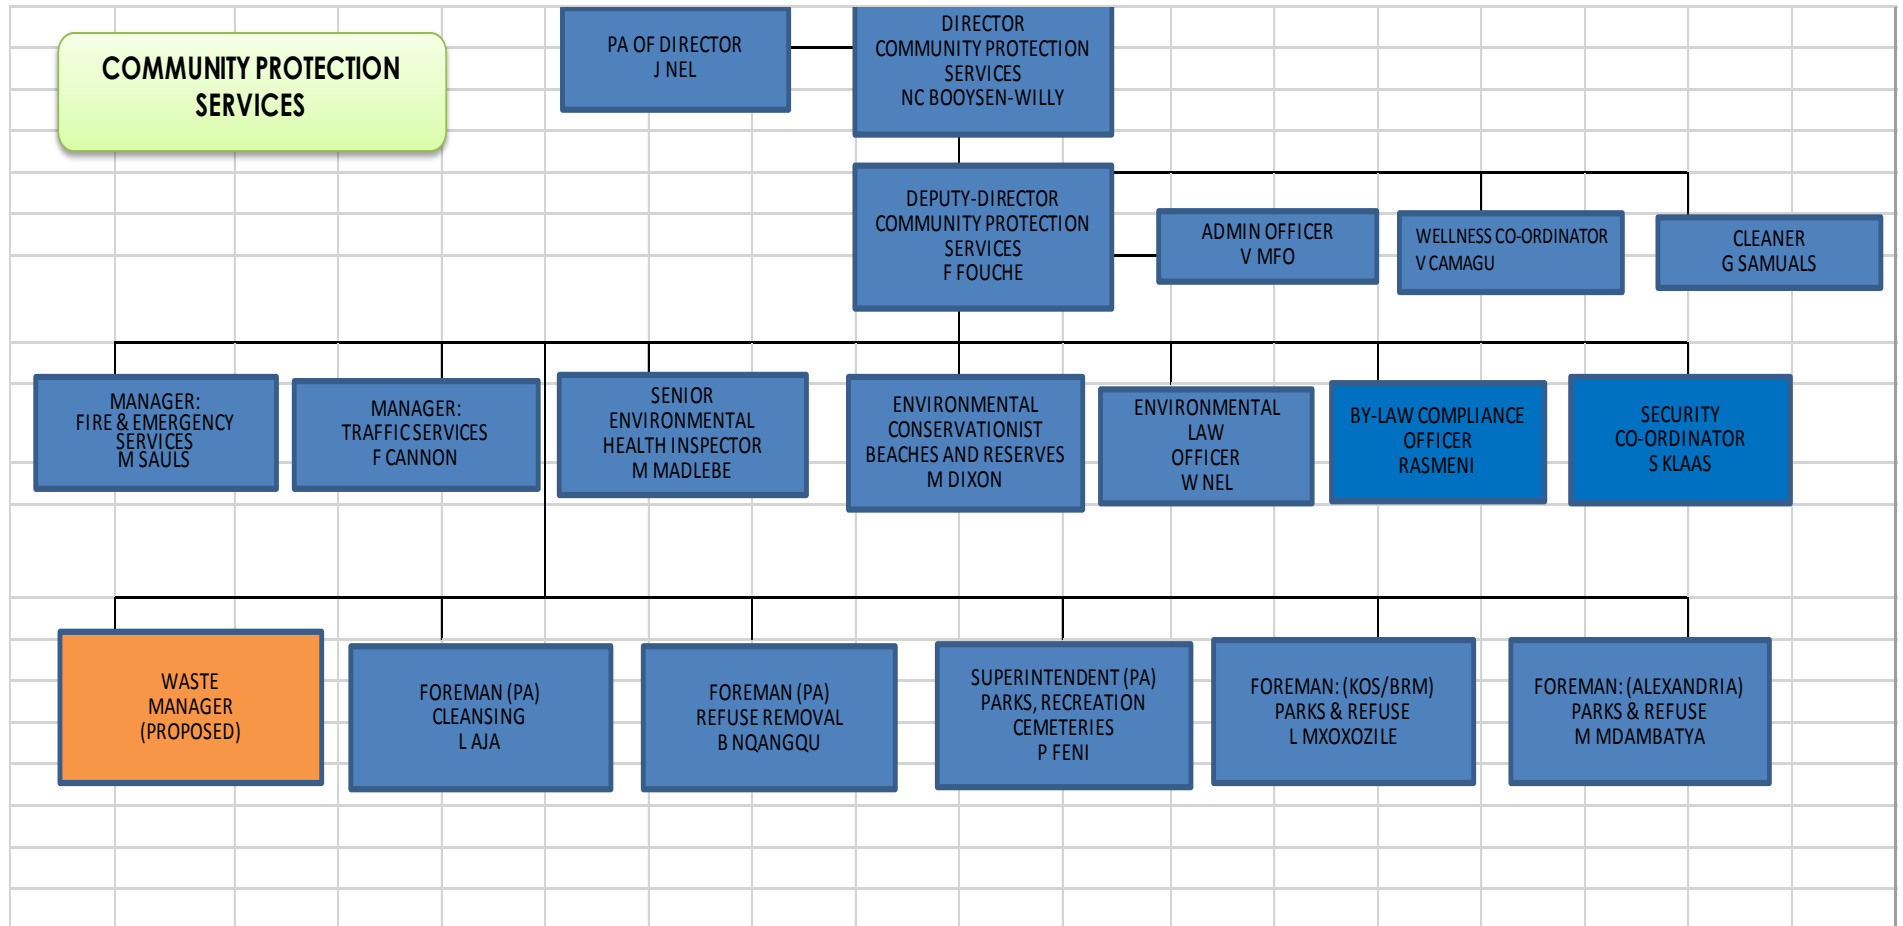 COMMUNITY PROTECTION
SERVICES
PA OF DIRECTOR
J NEL
DIRECTOR
COMMUNITY PROTECTION
SERVICES
NC BOOYSEN-WILLY
DEPUTY-DIRECTOR
COMMUNITY PROTECTION
SERVICES
F FOUCHE
ADMIN OFFICER
V MFO
WELLNESS CO-ORDINATOR
V CAMAGU
CLEANER
G SAMUALS
MANAGER:
FIRE & EMERGENCY
SERVICES
M SAULS
MANAGER:
TRAFFIC SERVICES
F CANNON
SENIOR
ENVIRONMENTAL
HEALTH INSPECTOR
M MADLEBE
ENVIRONMENTAL
CONSERVATIONIST
BEACHES AND RESERVES
M DIXON
ENVIRONMENTAL
LAW
OFFICER
W NEL
BY-LAW COMPLIANCE
OFFICER
RASMENI
SECURITY
CO-ORDINATOR
S KLAAS
WASTE
MANAGER
(PROPOSED)
FOREMAN (PA)
CLEANSING
L AJA
FOREMAN (PA)
REFUSE REMOVAL
B NQANGQU
SUPERINTENDENT (PA)
PARKS, RECREATION
CEMETERIES
P FENI
FOREMAN: (KOS/BRM)
PARKS & REFUSE
L MXOXOZILE
FOREMAN: (ALEXANDRIA)
PARKS & REFUSE
M MDAMBATYA